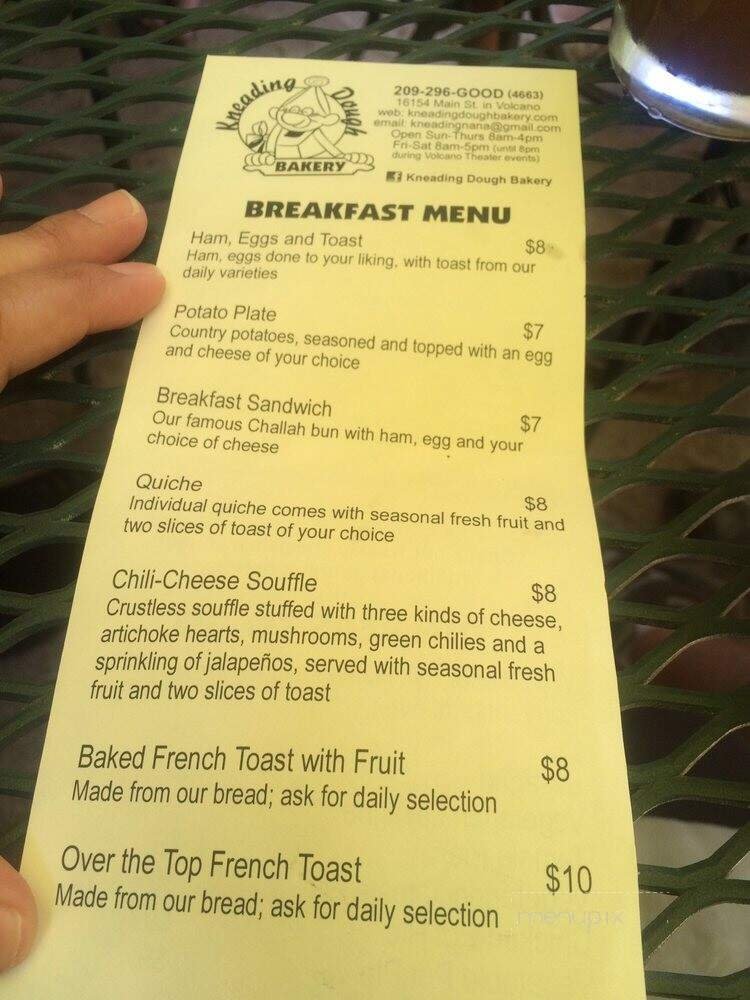 Kneading Dough
BAKERY
209-296-GOOD (4663)
16154 Main St. in Volcano
web: kneadingdoughbakery.com
email: kneadingnana@gmail.com
Open Sun-Thurs 8am-4pm
Fri-Sat 8am-5pm (until 8pm
during Volcano Theater events)
Kneading Dough Bakery
BREAKFAST MENU
Ham, Eggs and Toast $8
Ham, eggs done to your liking, with toast from our
daily varieties
Potato Plate $7
Country potatoes, seasoned and topped with an egg
and cheese of your choice
Breakfast Sandwich $7
Our famous Challah bun with ham, egg and your
choice of cheese
Quiche $8
Individual quiche comes with seasonal fresh fruit and
two slices of toast of your choice
Chili-Cheese Souffle $8
Crustless souffle stuffed with three kinds of cheese,
artichoke hearts, mushrooms, green chilies and a
sprinkling of jalapeños, served with seasonal fresh
fruit and two slices of toast
Baked French Toast with Fruit $8
Made from our bread; ask for daily selection
Over the Top French Toast $10
Made from our bread; ask for daily selection
menupix